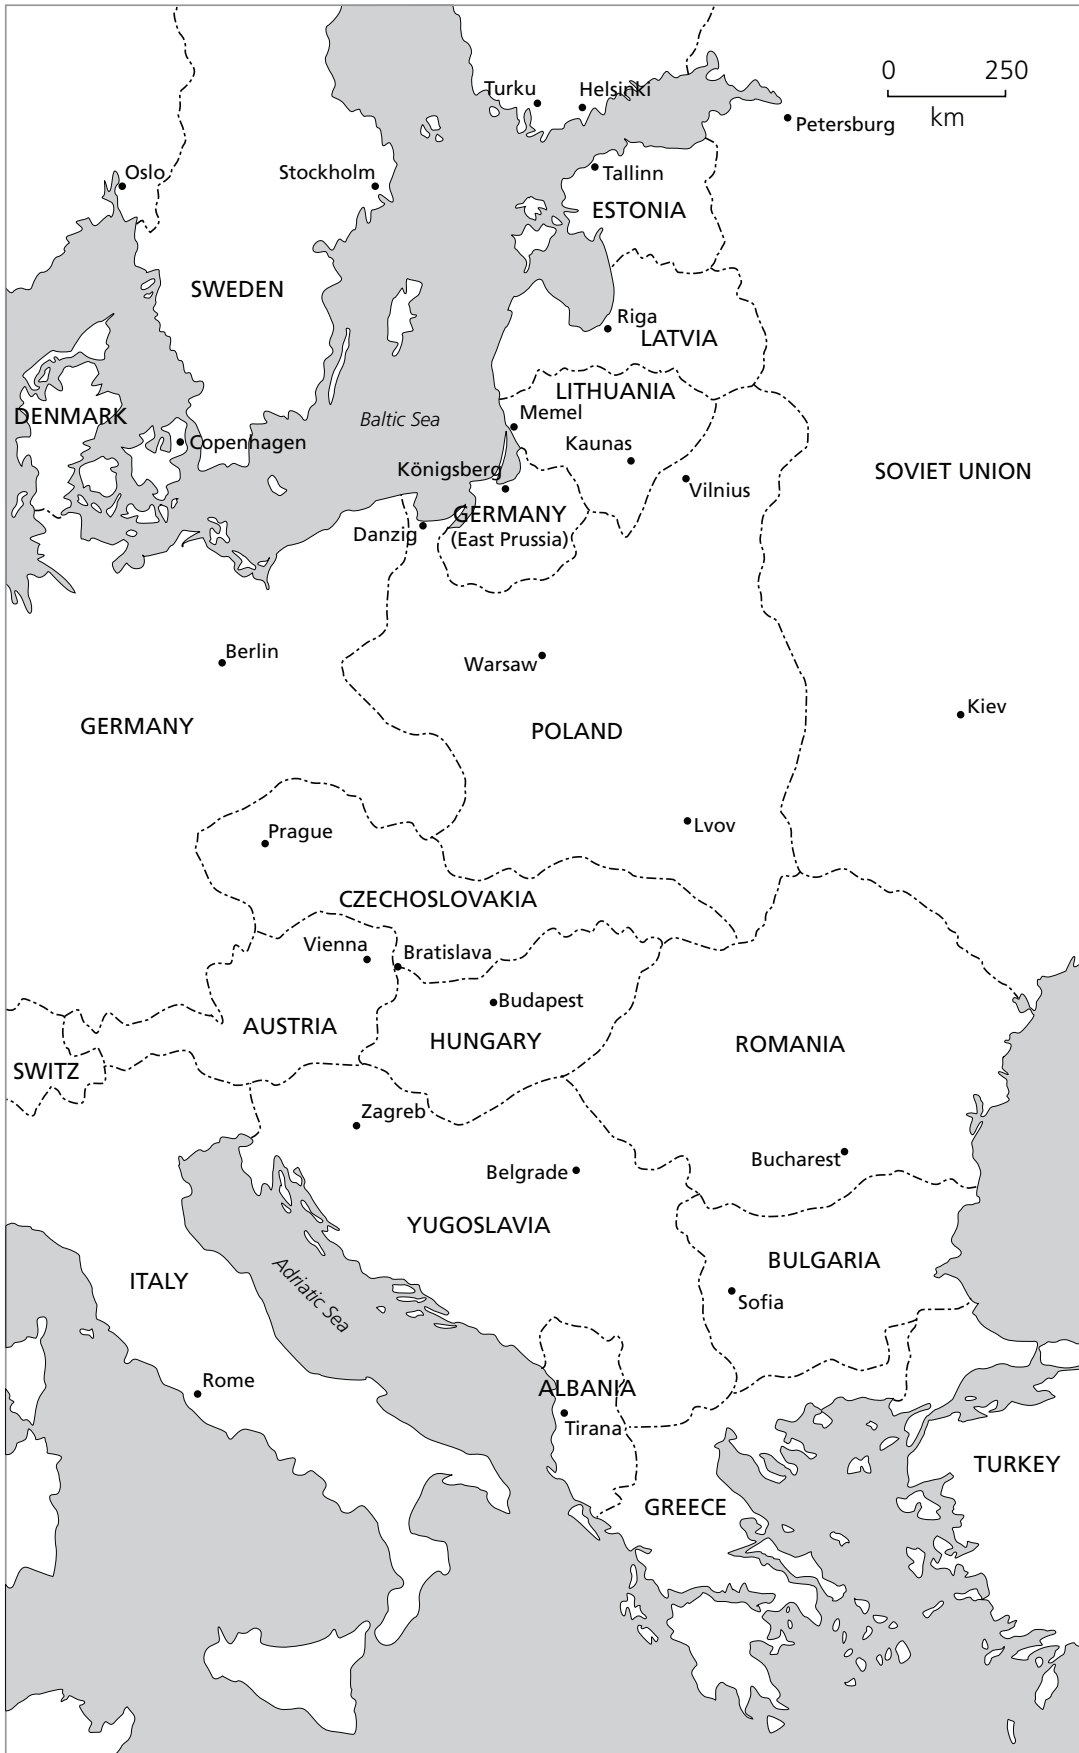 0 250
km
Turku
Helsinki
Petersburg
Oslo
Stockholm
Tallinn
ESTONIA
SWEDEN
Riga
LATVIA
LITHUANIA
DENMARK
Baltic Sea
Memel
Copenhagen
Kaunas
Königsberg
SOVIET UNION
Vilnius
GERMANY
(East Prussia)
Danzig
Berlin
Warsaw
Kiev
GERMANY
POLAND
Prague
Lvov
CZECHOSLOVAKIA
Vienna
Bratislava
Budapest
AUSTRIA
HUNGARY
ROMANIA
SWITZ
Zagreb
Bucharest
Belgrade
YUGOSLAVIA
BULGARIA
ITALY
Adriatic Sea
Sofia
Rome
ALBANIA
Tirana
TURKEY
GREECE